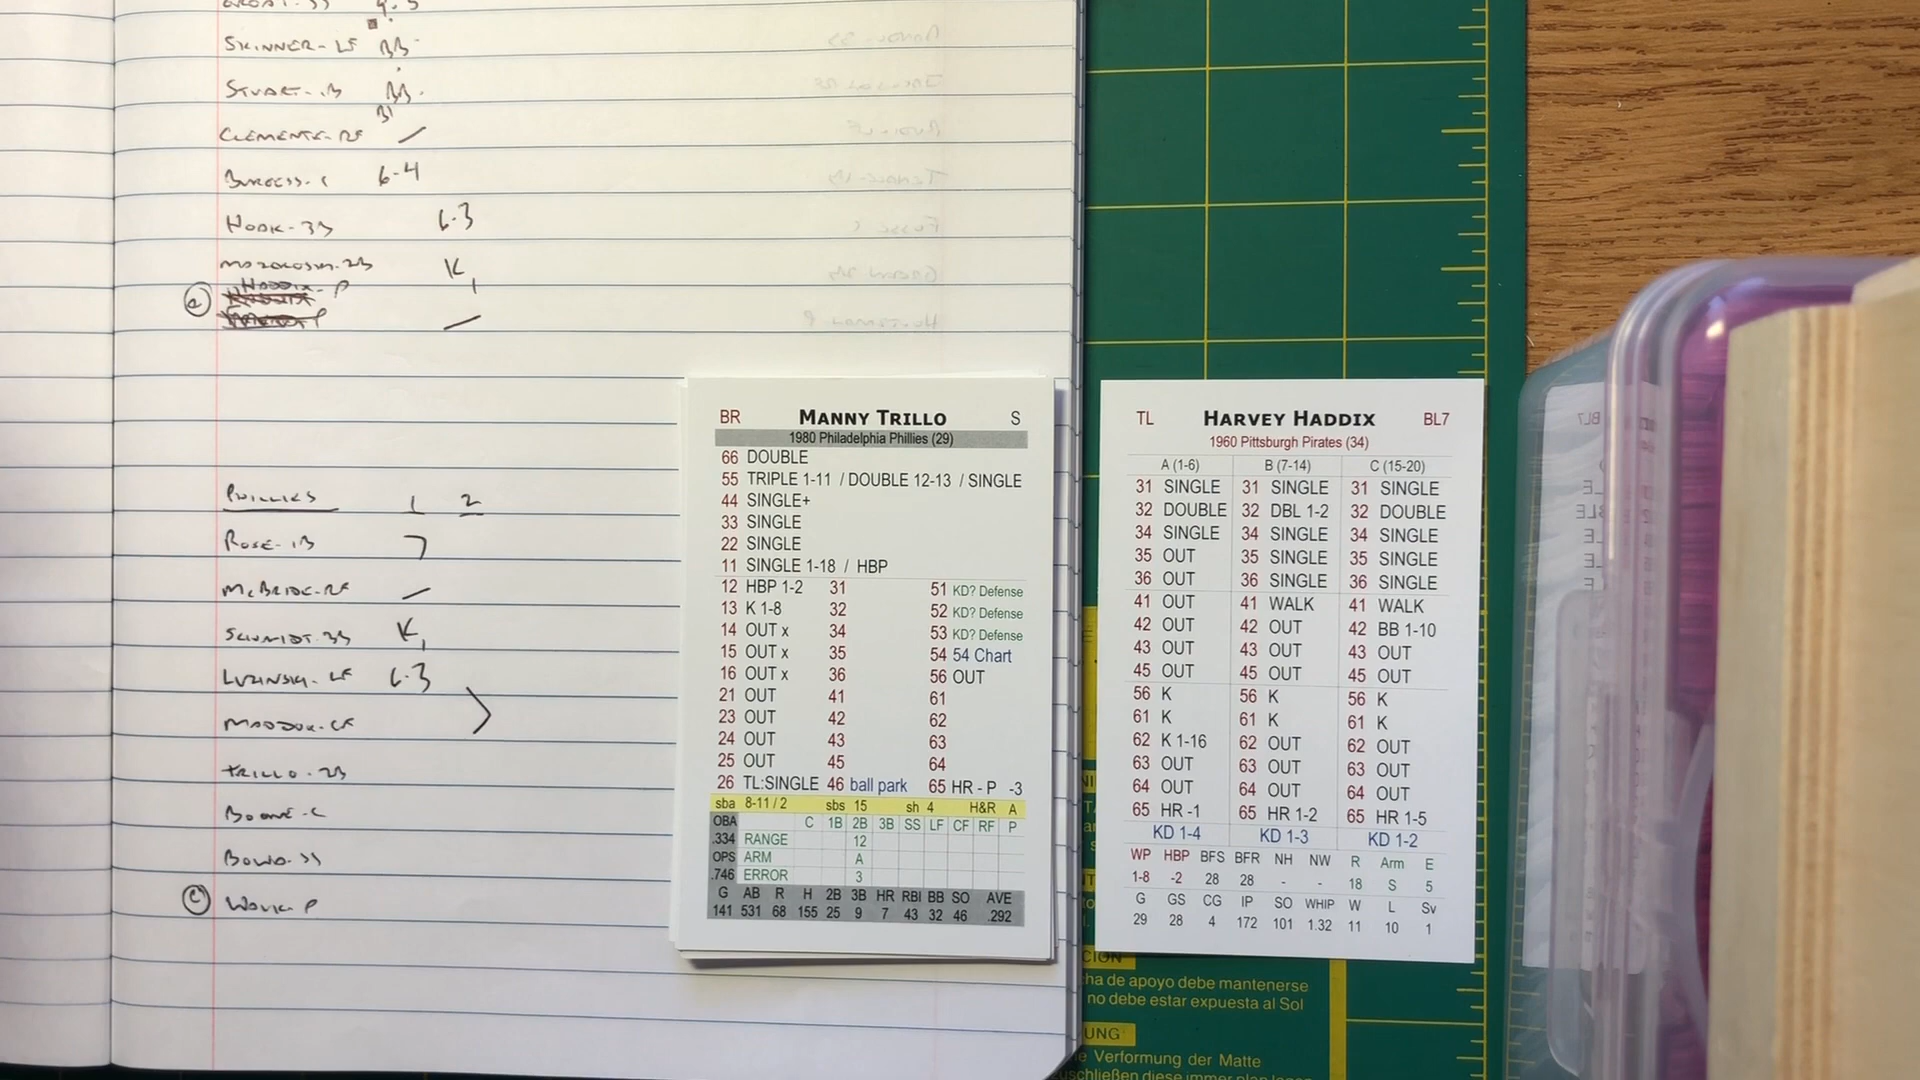 SKINNER - LF BB
STUART - 1B BB
CLEMENTE - RF
BURGESS - C 6-4
HOAK - 3B 6-3
MAZEROSKI - 2B K
HADDIX - P
PHILLIES 1 2
ROSE - 1B 7
McBRIDE - RF
SCHMIDT - 3B K
LUZINSKI - LF 6-3
MADDOX - CF
TRILLO - 2B
BOONE - C
BOWA - SS
BR MANNY TRILLO S
1980 Philadelphia Phillies (29)
66 DOUBLE
55 TRIPLE 1-11 / DOUBLE 12-13 / SINGLE
44 SINGLE+
33 SINGLE
22 SINGLE
11 SINGLE 1-18 / HBP
12 HBP 1-2 31 51 KD? Defense
13 K 1-8 32 52 KD? Defense
14 OUT x 34 53 KD? Defense
15 OUT x 35 54 54 Chart
16 OUT x 36 56 OUT
21 OUT 41 61
23 OUT 42 62
24 OUT 43 63
25 OUT 45 64
26 TL:SINGLE 46 ball park 65 HR - P -3
sba 8-11 / 2 sbs 15 sh 4 H&R A
OBA C 1B 2B 3B SS LF CF RF P
.334 RANGE 12
OPS ARM A
.746 ERROR 3
G AB R H 2B 3B HR RBI BB SO AVE
141 531 68 155 25 9 7 43 32 46 .292
TL HARVEY HADDIX BL7
1960 Pittsburgh Pirates (34)
A (1-6) B (7-14) C (15-20)
31 SINGLE 31 SINGLE 31 SINGLE
32 DOUBLE 32 DBL 1-2 32 DOUBLE
34 SINGLE 34 SINGLE 34 SINGLE
35 OUT 35 SINGLE 35 SINGLE
36 OUT 36 SINGLE 36 SINGLE
41 OUT 41 WALK 41 WALK
42 OUT 42 OUT 42 BB 1-10
43 OUT 43 OUT 43 OUT
45 OUT 45 OUT 45 OUT
56 K 56 K 56 K
61 K 61 K 61 K
62 K 1-16 62 OUT 62 OUT
63 OUT 63 OUT 63 OUT
64 OUT 64 OUT 64 OUT
65 HR -1 65 HR 1-2 65 HR 1-5
KD 1-4 KD 1-3 KD 1-2
WP HBP BFS BFR NH NW R Arm E
1-8 -2 28 28 - - 18 S 5
G GS CG IP SO WHIP W L Sv
29 28 4 172 101 1.32 11 10 1
CIÓN
ha de apoyo debe mantenerse
no debe estar expuesta al Sol
UNG
e Verformung der Matte